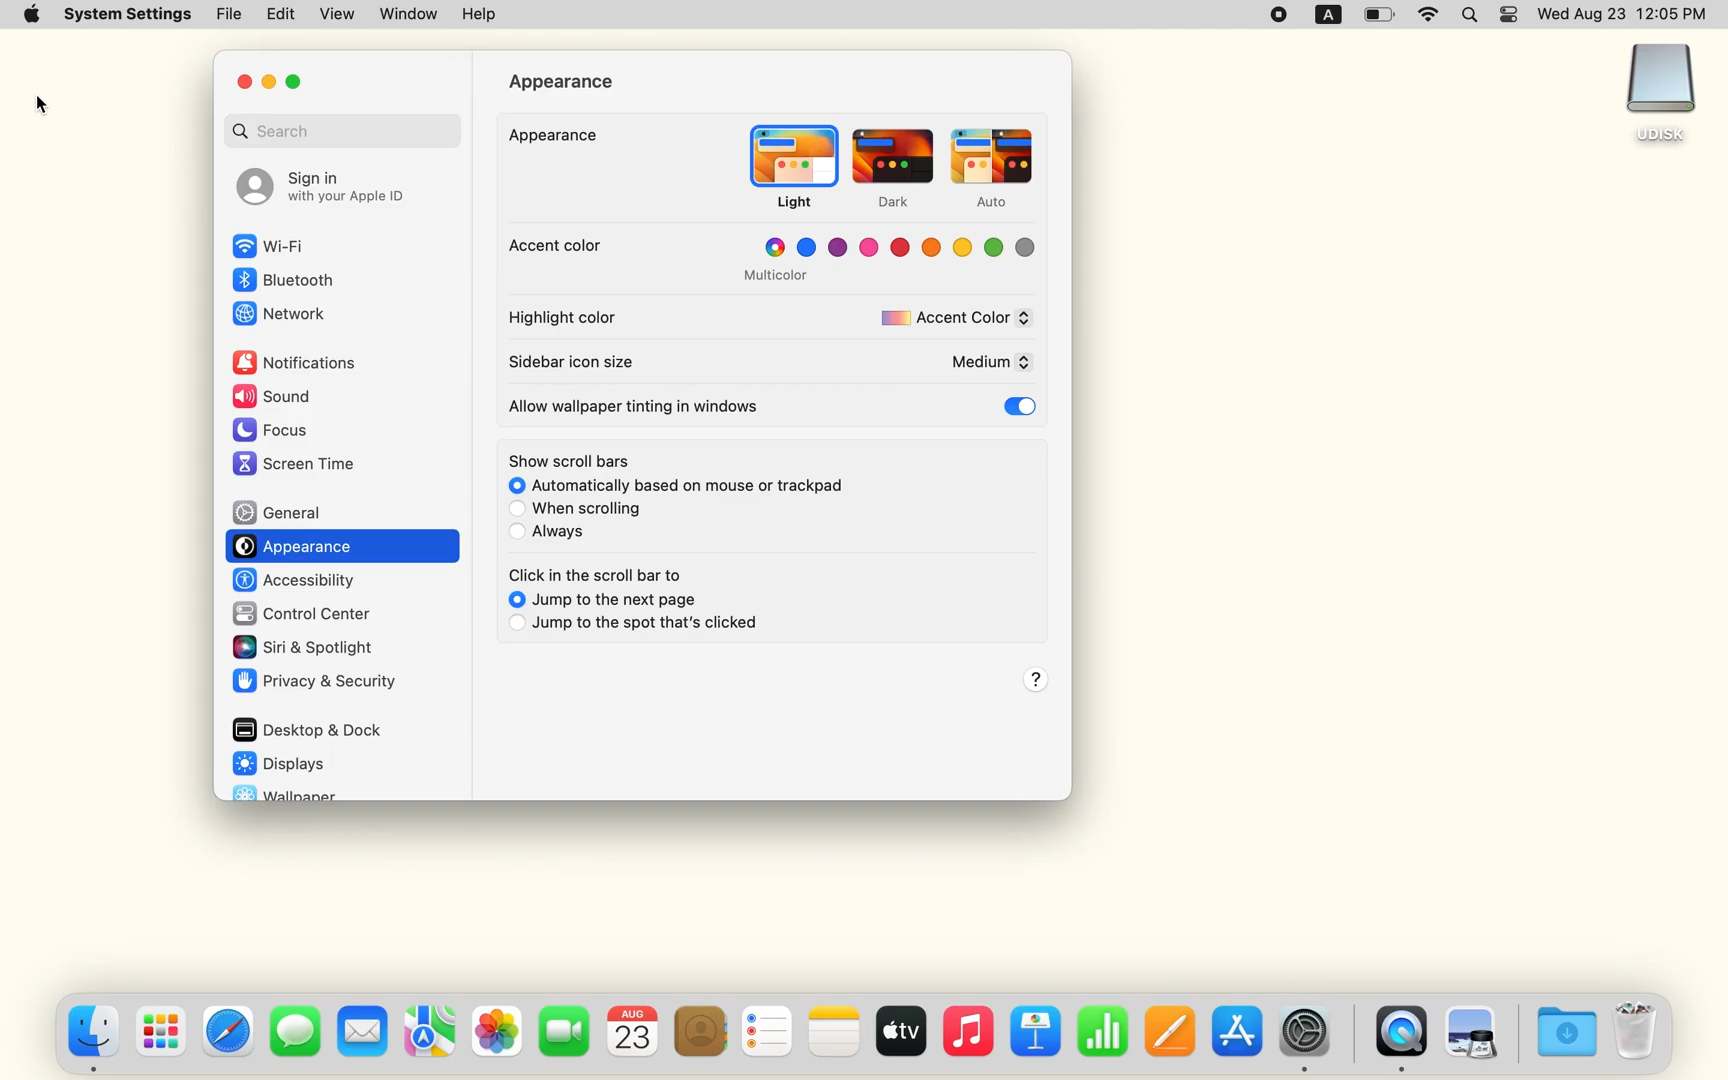 System Settings File Edit View Window Help A Wed Aug 23 12:05 PM
UDISK
Search
Sign in
with your Apple ID
Wi-Fi
Bluetooth
Network
Notifications
Sound
Focus
Screen Time
General
Appearance
Accessibility
Control Center
Siri & Spotlight
Privacy & Security
Desktop & Dock
Displays
Wallpaper
Appearance
Appearance
Light Dark Auto
Accent color
Multicolor
Highlight color Accent Color
Sidebar icon size Medium
Allow wallpaper tinting in windows
Show scroll bars
Automatically based on mouse or trackpad
When scrolling
Always
Click in the scroll bar to
Jump to the next page
Jump to the spot that's clicked
?
AUG
23
tv